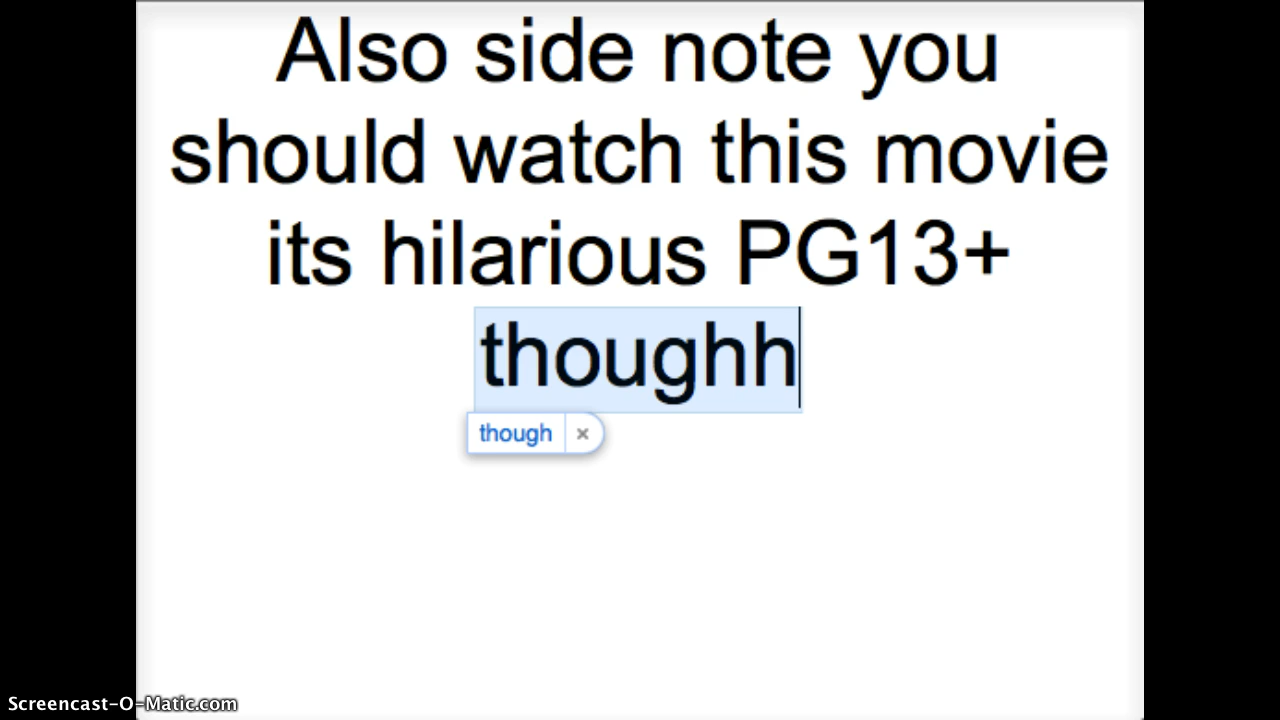 Also side note you
should watch this movie
its hilarious PG13+
thoughh
though ×
Screencast-O-Matic.com